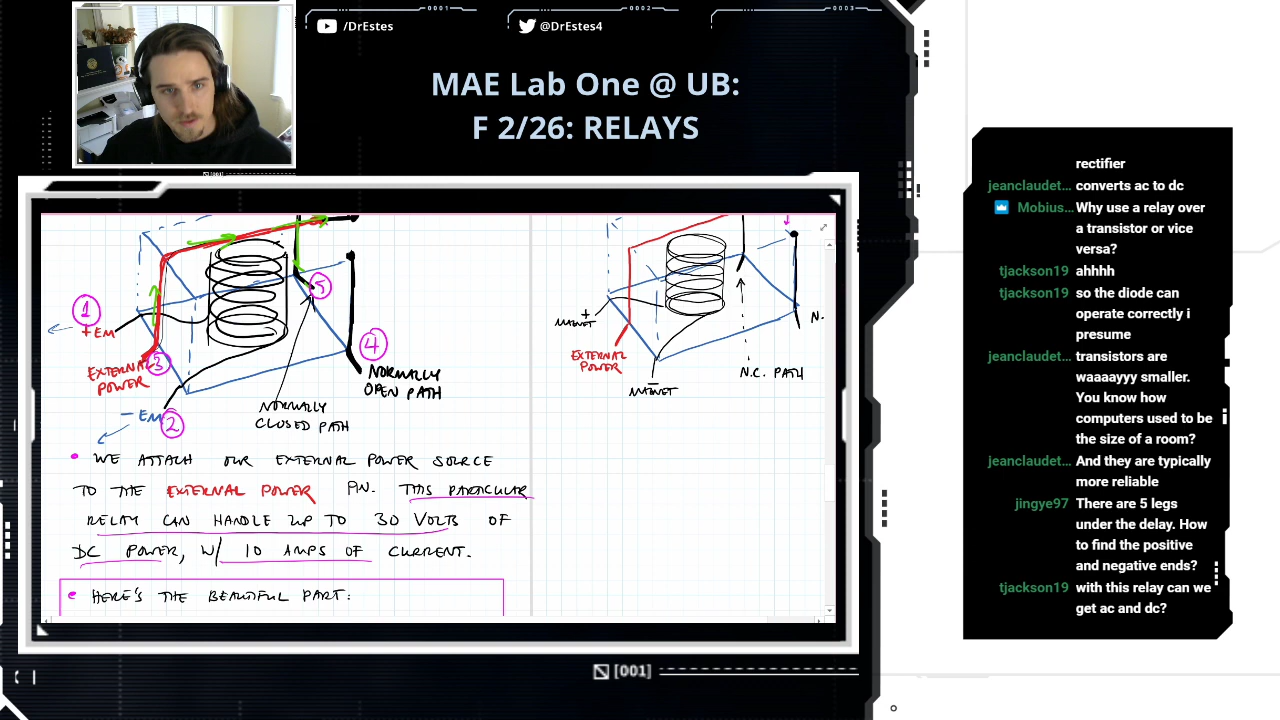 0001
0002
0003
/DrEstes
@DrEstes4
MAE Lab One @ UB:
F 2/26: RELAYS
[001]
1
+ EM
EXTERNAL
POWER
3
- EM
2
5
4
NORMALLY
OPEN PATH
NORMALLY
CLOSED PATH
• WE ATTACH OUR EXTERNAL POWER SOURCE
TO THE EXTERNAL POWER PIN. THIS PARTICULAR
RELAY CAN HANDLE UP TO 30 VOLTS OF
DC POWER, W/ 10 AMPS OF CURRENT.
• HERE'S THE BEAUTIFUL PART:
+
MAGNET
EXTERNAL
POWER
-
MAGNET
N.C. PATH
N.
[001]
rectifier
jeanclaudet... converts ac to dc
Mobius... Why use a relay over
a transistor or vice
versa?
tjackson19 ahhhh
tjackson19 so the diode can
operate correctly i
presume
jeanclaudet... transistors are
waaaayyy smaller.
You know how
computers used to be
the size of a room?
jeanclaudet... And they are typically
more reliable
jingye97 There are 5 legs
under the delay. How
to find the positive
and negative ends?
tjackson19 with this relay can we
get ac and dc?